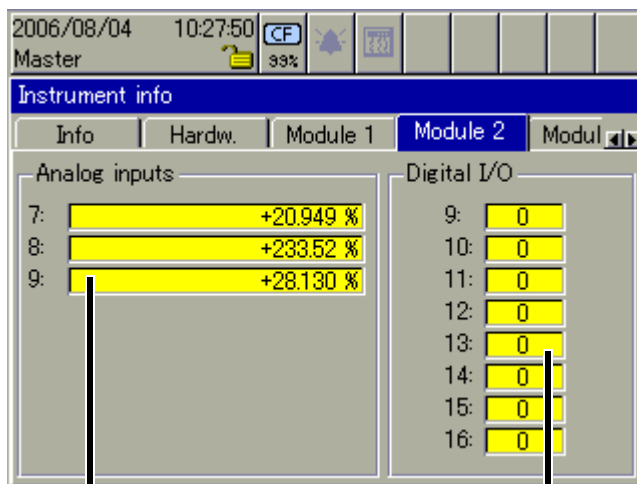 2006/08/04 10:27:50 CF
Master 99%
Instrument info
Info Hardw. Module 1 Module 2 Modul
Analog inputs
7: +20.949 %
8: +233.52 %
9: +28.130 %
Digital I/O
9: 0
10: 0
11: 0
12: 0
13: 0
14: 0
15: 0
16: 0